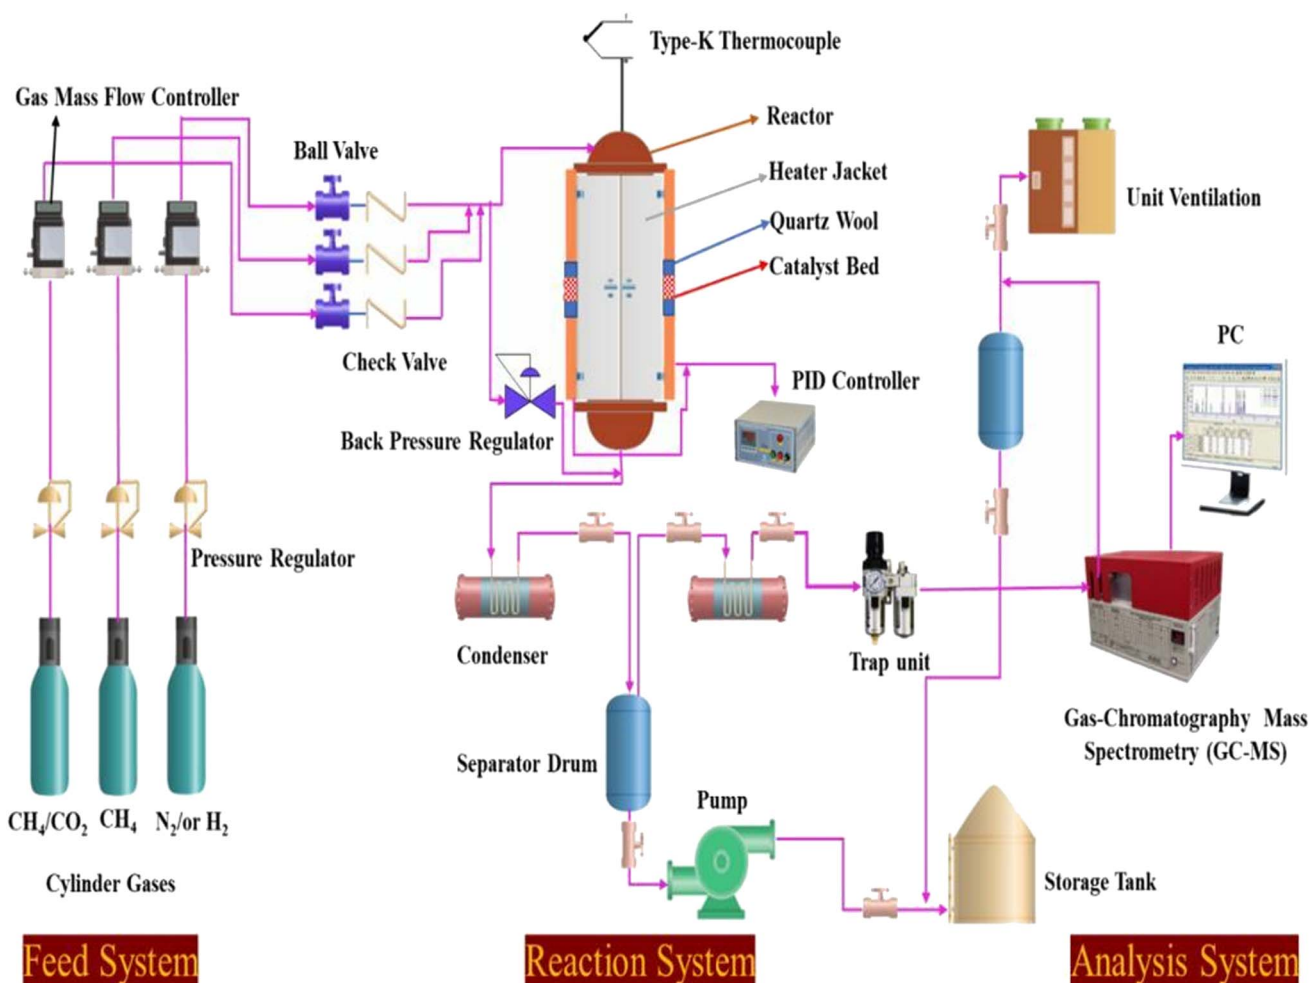 Type-K Thermocouple
Gas Mass Flow Controller
Reactor
Ball Valve
Heater Jacket
Unit Ventilation
Quartz Wool
Catalyst Bed
PC
Check Valve
PID Controller
Back Pressure Regulator
Pressure Regulator
Condenser
Trap unit
Gas-Chromatography Mass
Spectrometry (GC-MS)
Separator Drum
Pump
CH₄/CO₂ CH₄ N₂/or H₂
Cylinder Gases
Storage Tank
Feed System
Reaction System
Analysis System